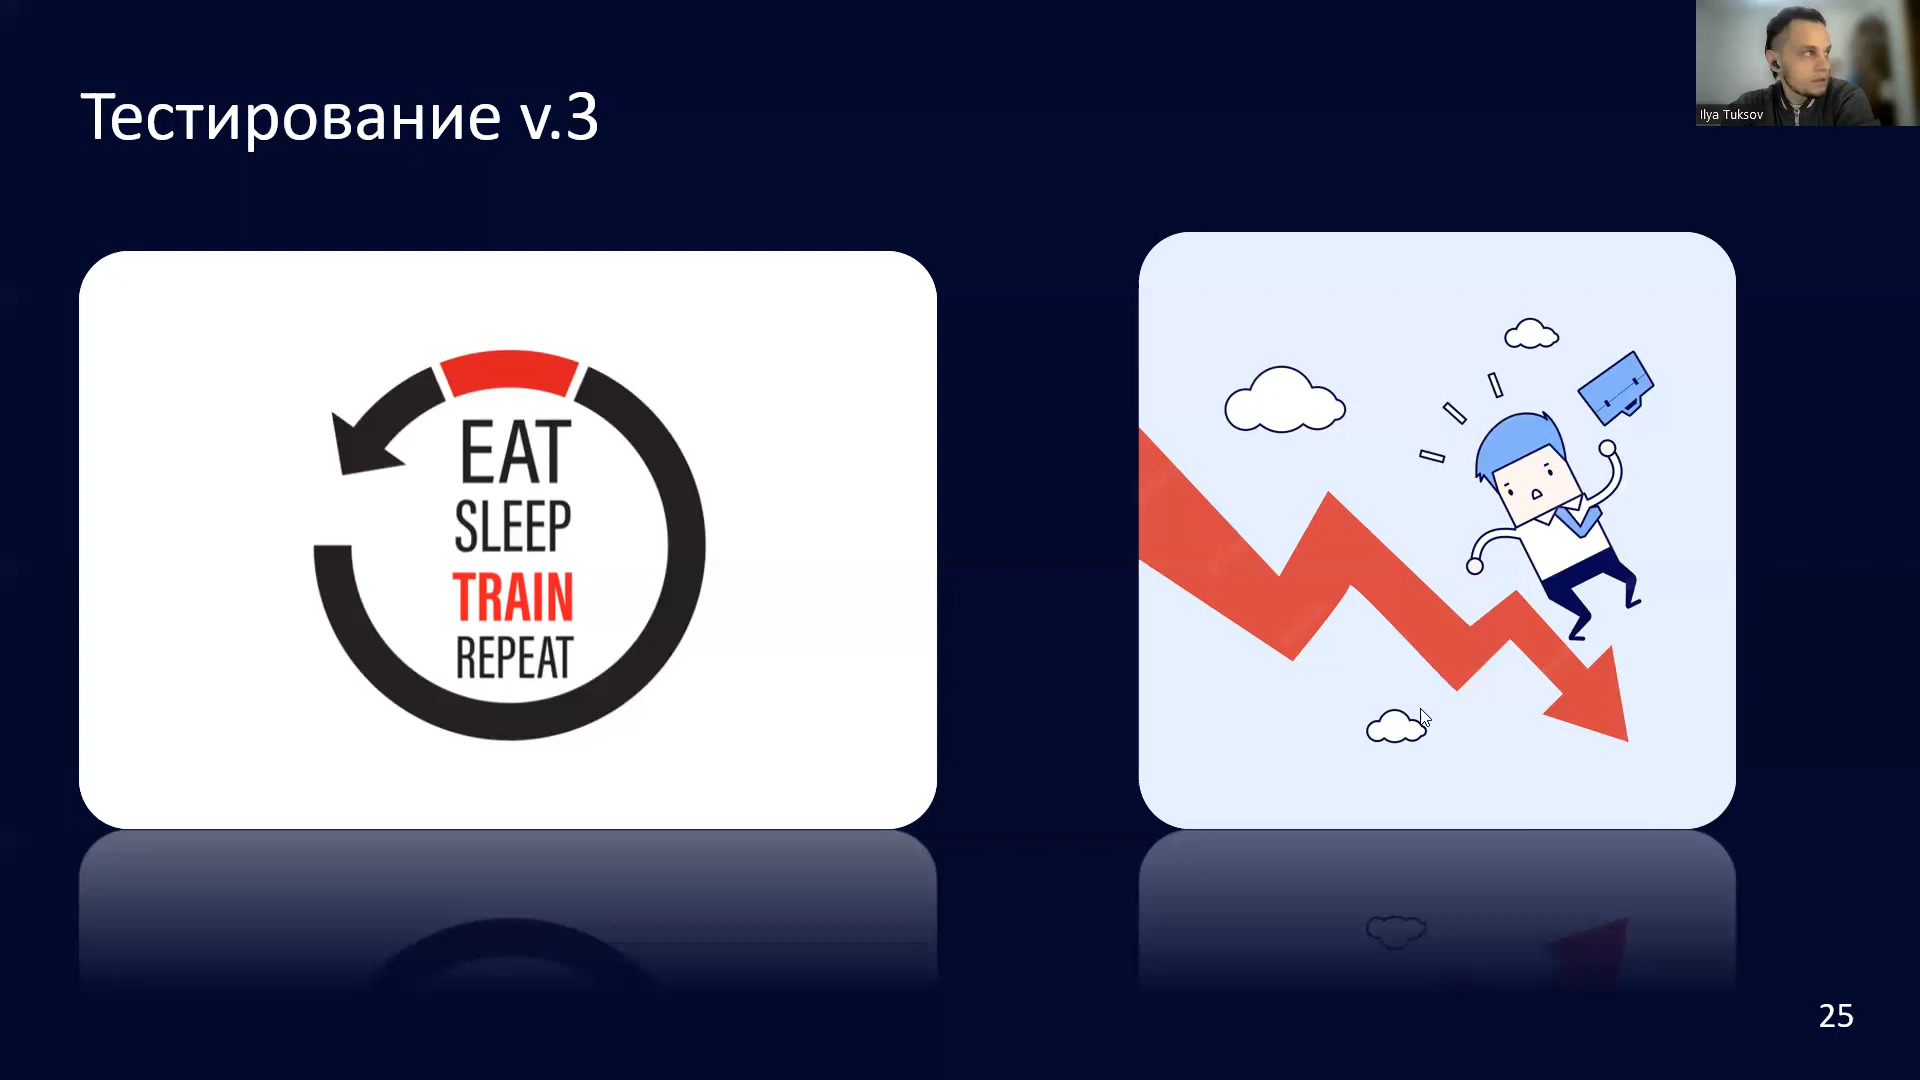 Ilya Tuksov
Тестирование v.3
EAT
SLEEP
TRAIN
REPEAT
25